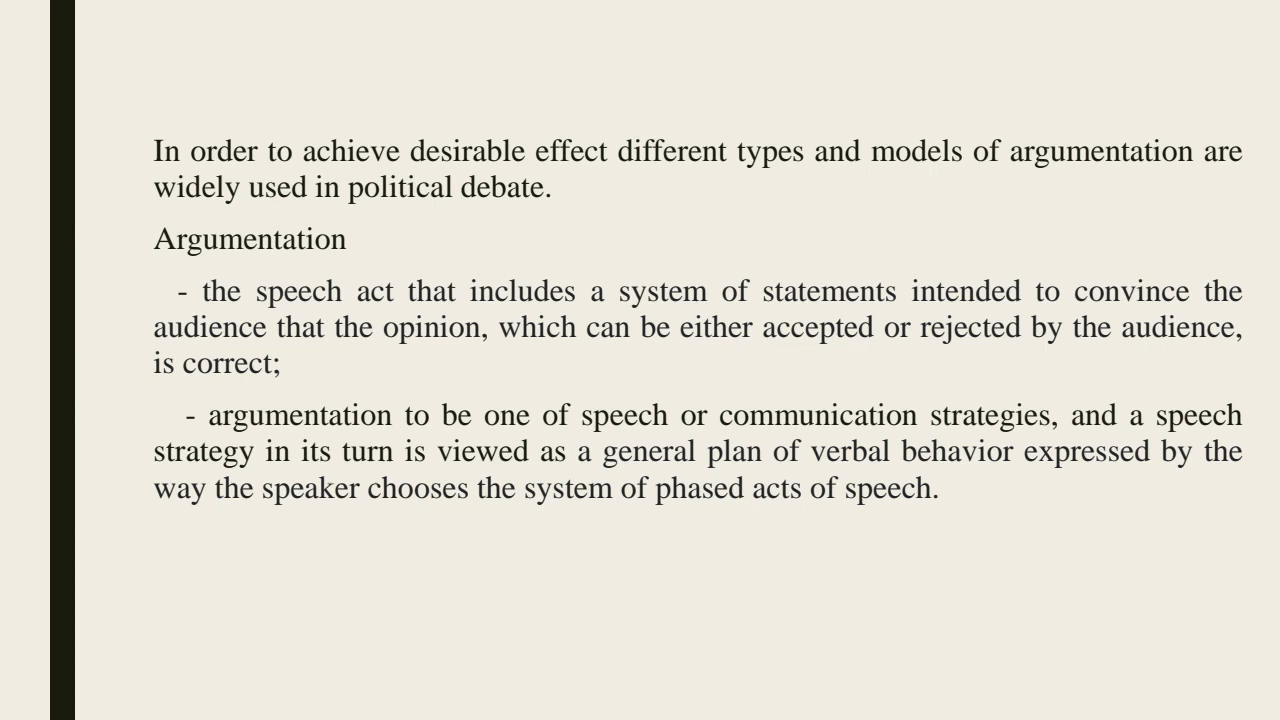 In order to achieve desirable effect different types and models of argumentation are
widely used in political debate.
Argumentation
- the speech act that includes a system of statements intended to convince the
audience that the opinion, which can be either accepted or rejected by the audience,
is correct;
- argumentation to be one of speech or communication strategies, and a speech
strategy in its turn is viewed as a general plan of verbal behavior expressed by the
way the speaker chooses the system of phased acts of speech.